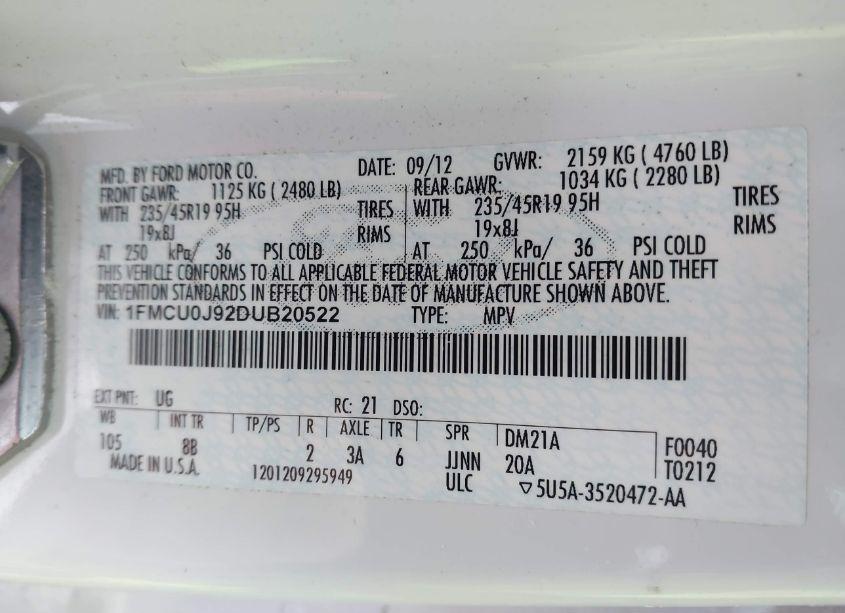 MFD. BY FORD MOTOR CO. DATE: 09/12 GVWR: 2159 KG ( 4760 LB)
FRONT GAWR: 1125 KG ( 2480 LB) REAR GAWR: 1034 KG ( 2280 LB)
WITH 235/45R19 95H TIRES WITH 235/45R19 95H TIRES
19x8J RIMS 19x8J RIMS
AT 250 kPa/ 36 PSI COLD AT 250 kPa/ 36 PSI COLD
THIS VEHICLE CONFORMS TO ALL APPLICABLE FEDERAL MOTOR VEHICLE SAFETY AND THEFT
PREVENTION STANDARDS IN EFFECT ON THE DATE OF MANUFACTURE SHOWN ABOVE.
VIN: 1FMCU0J92DUB20522 TYPE: MPV
EXT PNT: UG RC: 21 DSO:
WB INT TR TP/PS R AXLE TR SPR DM21A F0040
105 8B 2 3A 6 JJNN 20A T0212
MADE IN U.S.A. 1201209295949 ULC ▽5U5A-3520472-AA